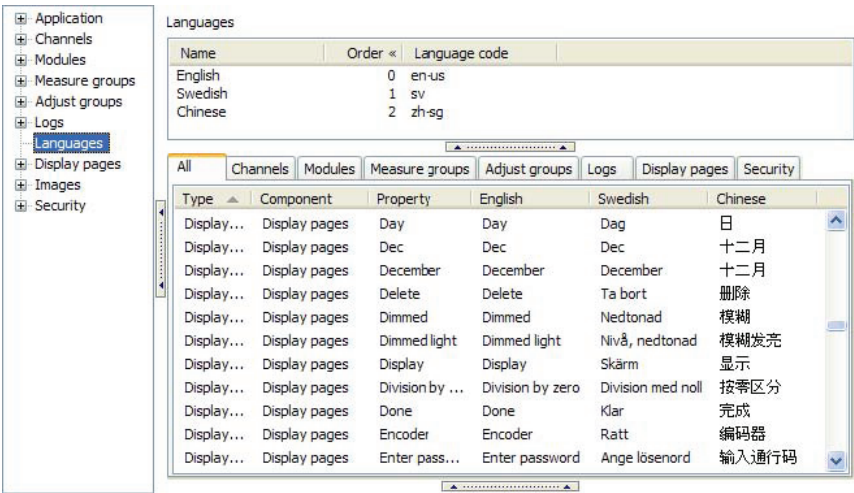 Application
Channels
Modules
Measure groups
Adjust groups
Logs
Languages
Display pages
Images
Security
Languages
Name Order « Language code
English 0 en-us
Swedish 1 sv
Chinese 2 zh-sg
All Channels Modules Measure groups Adjust groups Logs Display pages Security
Type Component Property English Swedish Chinese
Display... Display pages Day Day Dag 日
Display... Display pages Dec Dec Dec 十二月
Display... Display pages December December December 十二月
Display... Display pages Delete Delete Ta bort 删除
Display... Display pages Dimmed Dimmed Nedtonad 模糊
Display... Display pages Dimmed light Dimmed light Nivå, nedtonad 模糊发亮
Display... Display pages Display Display Skärm 显示
Display... Display pages Division by ... Division by zero Division med noll 按零区分
Display... Display pages Done Done Klar 完成
Display... Display pages Encoder Encoder Ratt 编码器
Display... Display pages Enter pass... Enter password Ange lösenord 输入通行码